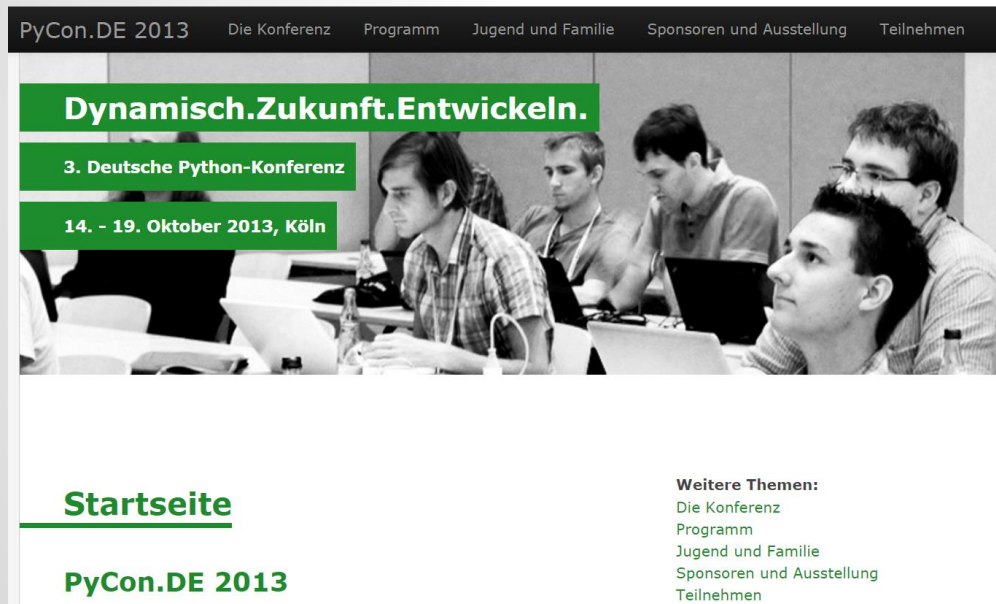 PyCon.DE 2013 Die Konferenz Programm Jugend und Familie Sponsoren und Ausstellung Teilnehmen
Dynamisch.Zukunft.Entwickeln.
3. Deutsche Python-Konferenz
14. - 19. Oktober 2013, Köln
Startseite
PyCon.DE 2013
Weitere Themen:
Die Konferenz
Programm
Jugend und Familie
Sponsoren und Ausstellung
Teilnehmen